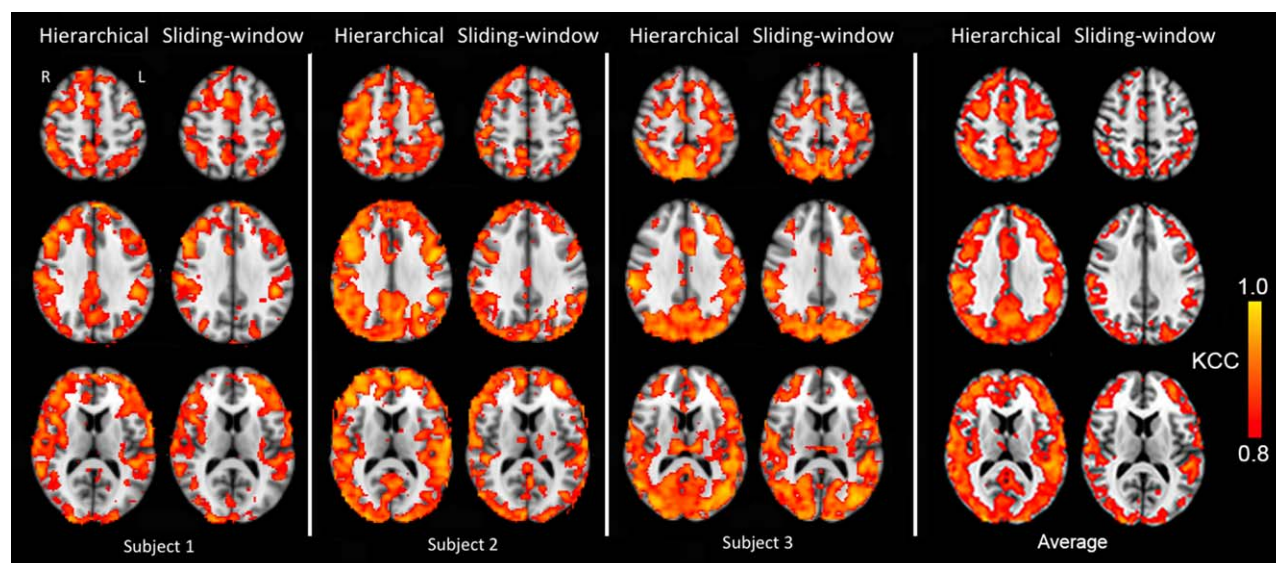 Hierarchical Sliding-window Hierarchical Sliding-window Hierarchical Sliding-window Hierarchical Sliding-window
R L
1.0
KCC
0.8
Subject 1 Subject 2 Subject 3 Average